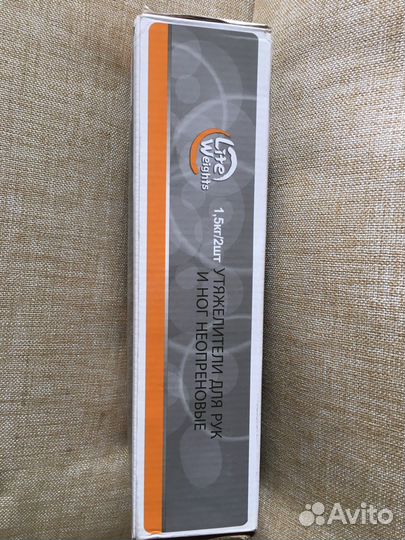 Lite
Weights
1,5кг/2шт
УТЯЖЕЛИТЕЛИ ДЛЯ РУК
И НОГ НЕОПРЕНОВЫЕ
Avito